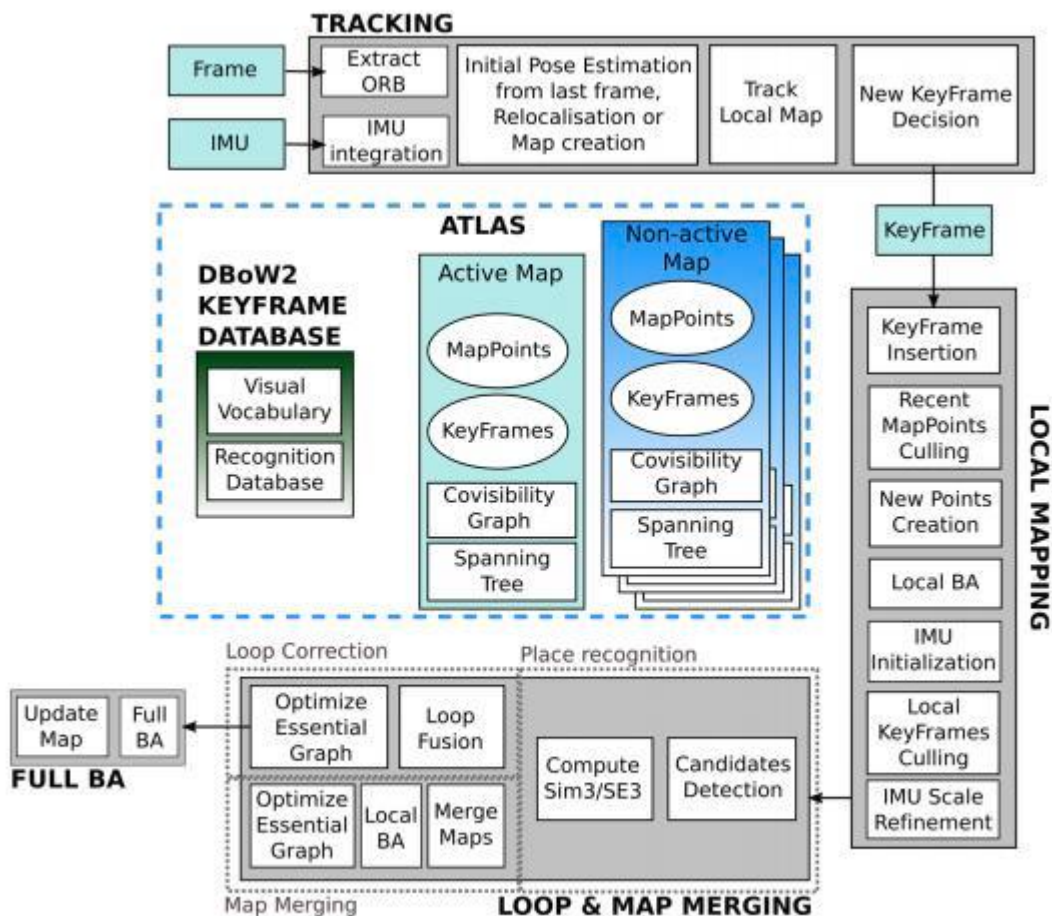 TRACKING
Frame
IMU
Extract
ORB
IMU
integration
Initial Pose Estimation
from last frame,
Relocalisation or
Map creation
Track
Local Map
New KeyFrame
Decision
KeyFrame
ATLAS
DBoW2
KEYFRAME
DATABASE
Visual
Vocabulary
Recognition
Database
Active Map
MapPoints
KeyFrames
Covisibility
Graph
Spanning
Tree
Non-active
Map
MapPoints
KeyFrames
Covisibility
Graph
Spanning
Tree
LOCAL MAPPING
KeyFrame
Insertion
Recent
MapPoints
Culling
New Points
Creation
Local BA
IMU
Initialization
Local
KeyFrames
Culling
IMU Scale
Refinement
Place recognition
Candidates
Detection
Compute
Sim3/SE3
LOOP & MAP MERGING
Loop Correction
Optimize
Essential
Graph
Loop
Fusion
Optimize
Essential
Graph
Local
BA
Merge
Maps
Map Merging
Update
Map
Full
BA
FULL BA